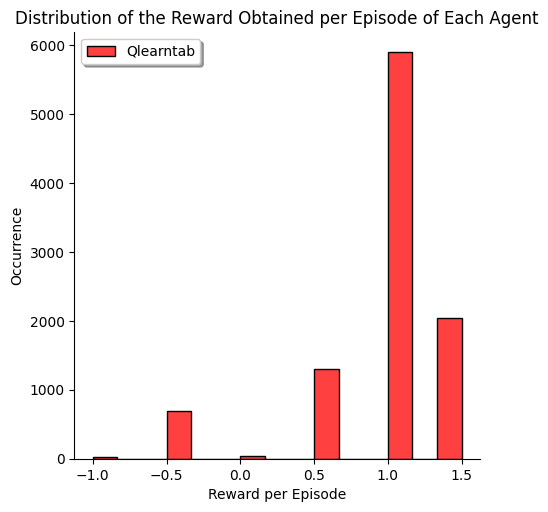 Distribution of the Reward Obtained per Episode of Each Agent
Qlearntab
6000
5000
4000
3000
2000
1000
0
Occurrence
−1.0 −0.5 0.0 0.5 1.0 1.5
Reward per Episode